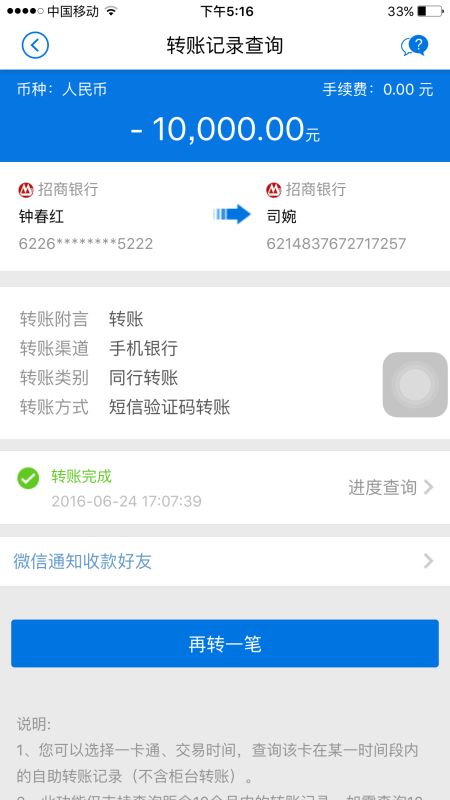 中国移动 下午5:16 33%
转账记录查询 ?
币种：人民币 手续费：0.00 元
- 10,000.00元
招商银行 招商银行
钟春红 司婉
6226********5222 6214837672717257
转账附言 转账
转账渠道 手机银行
转账类别 同行转账
转账方式 短信验证码转账
转账完成
2016-06-24 17:07:39 进度查询
微信通知收款好友
再转一笔
说明:
1、您可以选择一卡通、交易时间，查询该卡在某一时间段内
的自助转账记录（不含柜台转账）。